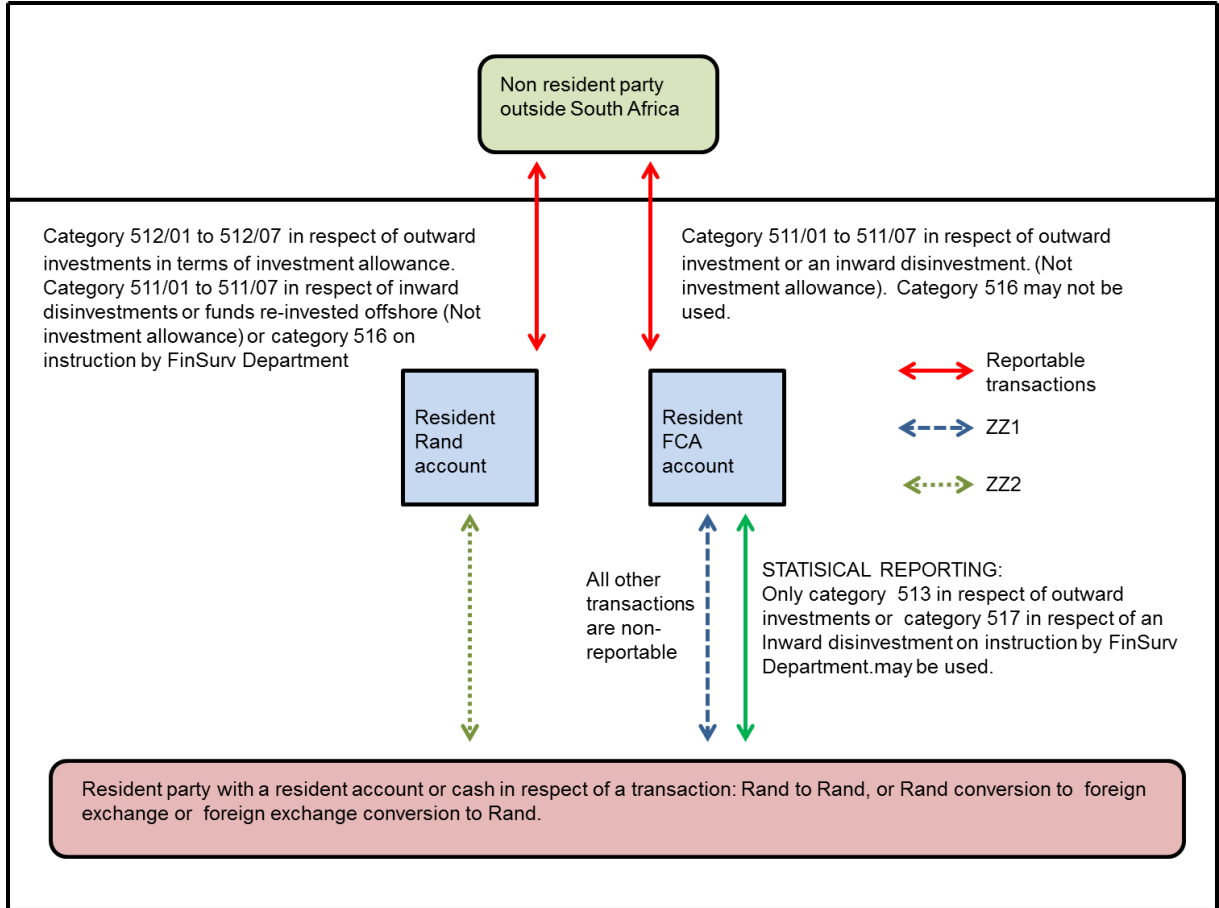 Non resident party
outside South Africa
Category 512/01 to 512/07 in respect of outward
investments in terms of investment allowance.
Category 511/01 to 511/07 in respect of inward
disinvestments or funds re-invested offshore (Not
investment allowance) or category 516 on
instruction by FinSurv Department
Category 511/01 to 511/07 in respect of outward
investment or an inward disinvestment. (Not
investment allowance). Category 516 may not be
used.
Reportable
transactions
ZZ1
ZZ2
Resident
Rand
account
Resident
FCA
account
All other
transactions
are non-
reportable
STATISICAL REPORTING:
Only category 513 in respect of outward
investments or category 517 in respect of an
Inward disinvestment on instruction by FinSurv
Department.may be used.
Resident party with a resident account or cash in respect of a transaction: Rand to Rand, or Rand conversion to foreign
exchange or foreign exchange conversion to Rand.